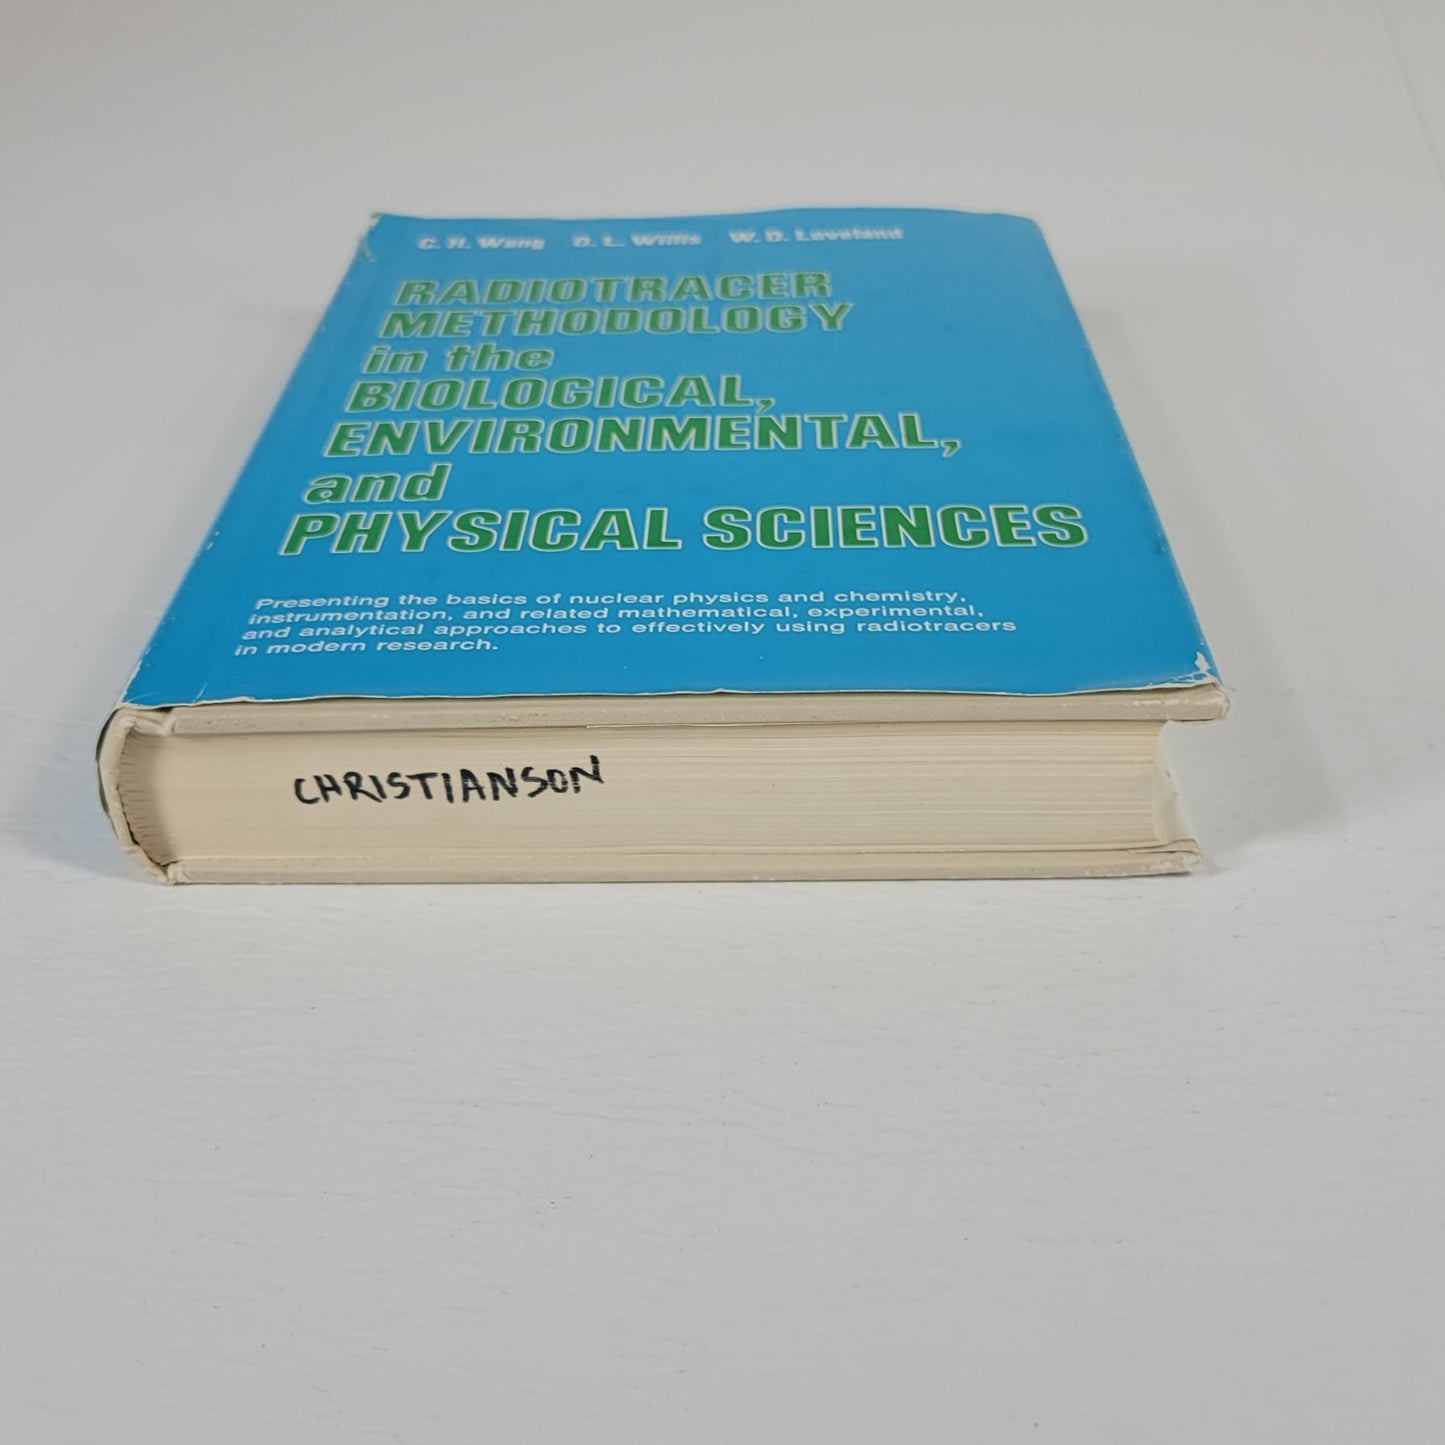 C. H. Wang D. L. Willis W. D. Loveland
RADIOTRACER
METHODOLOGY
in the
BIOLOGICAL,
ENVIRONMENTAL,
and
PHYSICAL SCIENCES
Presenting the basics of nuclear physics and chemistry,
instrumentation, and related mathematical, experimental,
and analytical approaches to effectively using radiotracers
in modern research.
CHRISTIANSON